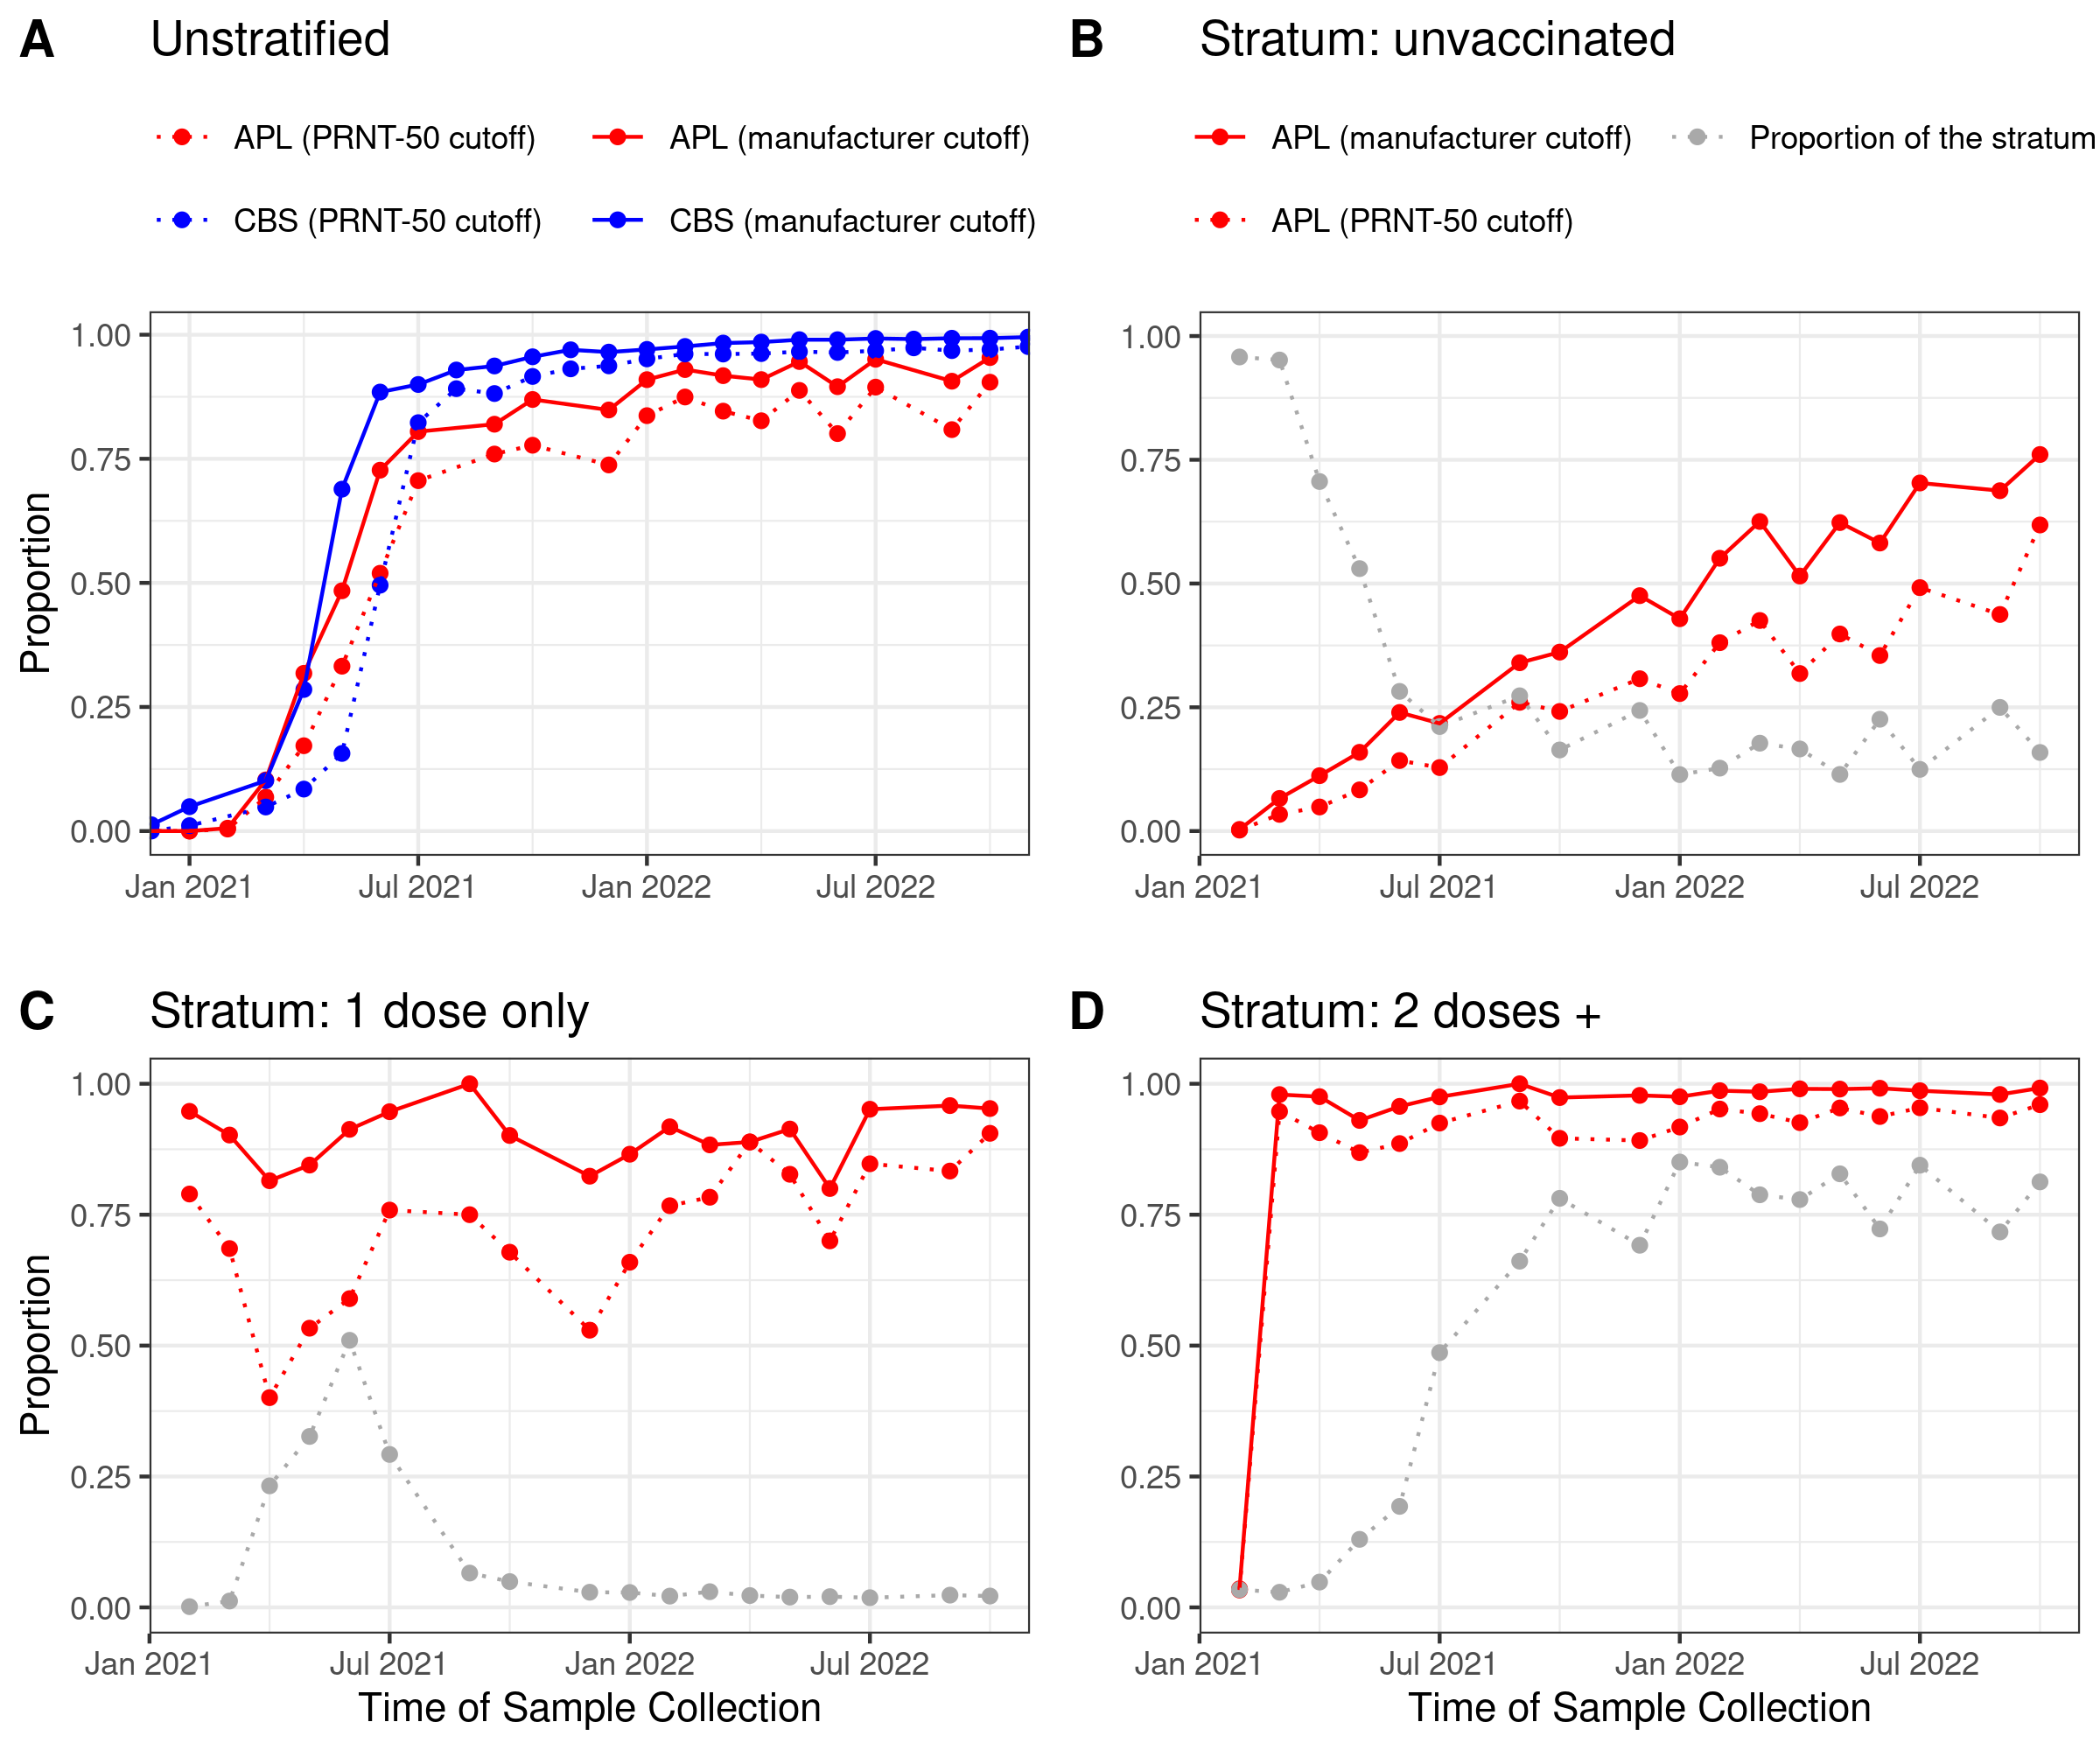 A Unstratified
APL (PRNT-50 cutoff) APL (manufacturer cutoff)
CBS (PRNT-50 cutoff) CBS (manufacturer cutoff)
1.00
0.75
0.50
0.25
0.00
Proportion
Jan 2021 Jul 2021 Jan 2022 Jul 2022
B Stratum: unvaccinated
APL (manufacturer cutoff) Proportion of the stratum
APL (PRNT-50 cutoff)
1.00
0.75
0.50
0.25
0.00
Jan 2021 Jul 2021 Jan 2022 Jul 2022
C Stratum: 1 dose only
1.00
0.75
0.50
0.25
0.00
Proportion
Jan 2021 Jul 2021 Jan 2022 Jul 2022
Time of Sample Collection
D Stratum: 2 doses +
1.00
0.75
0.50
0.25
0.00
Jan 2021 Jul 2021 Jan 2022 Jul 2022
Time of Sample Collection